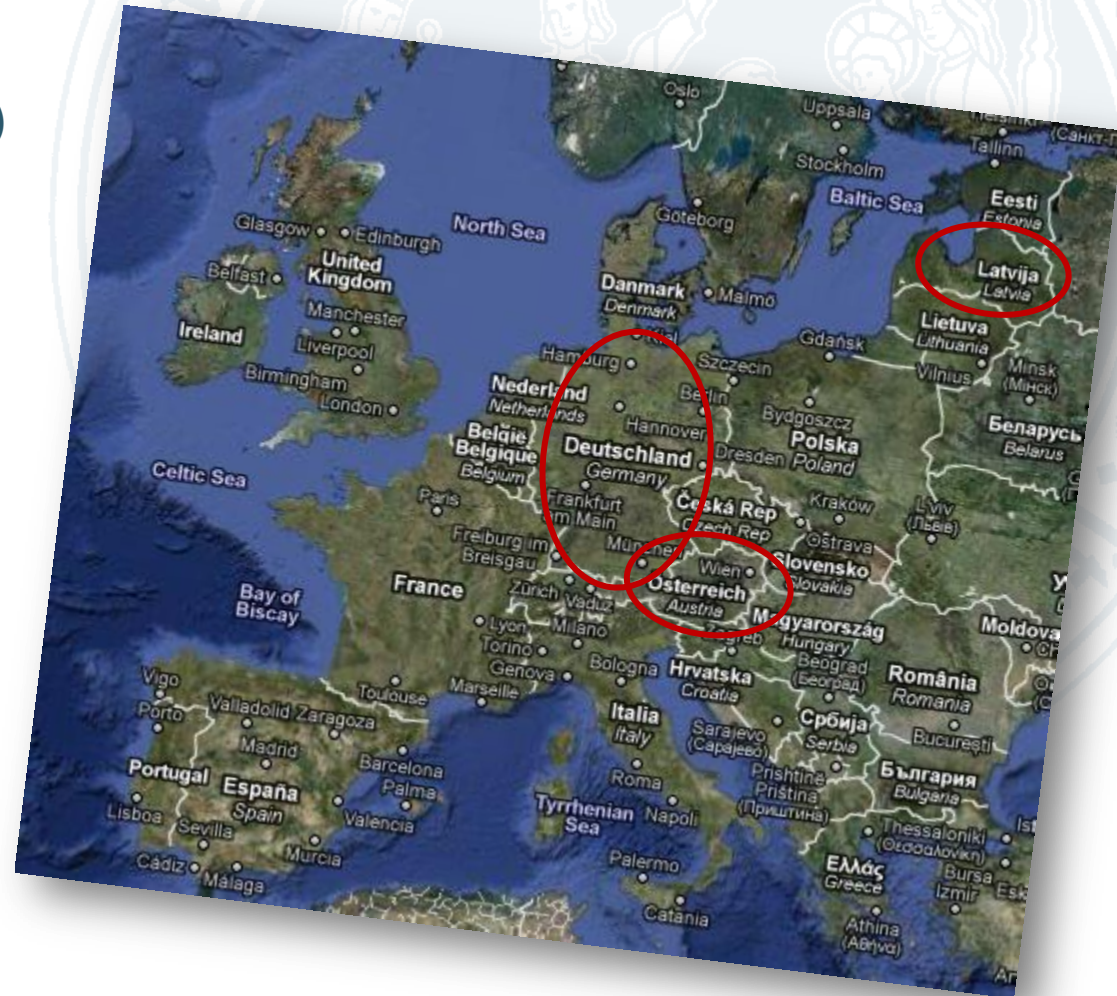 Oslo
Uppsala
Stockholm
Tallinn
Baltic Sea
Eesti
Estonia
Göteborg
North Sea
Glasgow
Edinburgh
United
Kingdom
Belfast
Latvija
Latvia
Danmark
Denmark
Malmö
Manchester
Ireland
Liverpool
Lietuva
Lithuania
Kiel
Gdańsk
Hamburg
Szczecin
Vilnius
Minsk
(Мінск)
Birmingham
London
Nederland
Netherlands
Berlin
Bydgoszcz
Hannover
Беларусь
Belarus
België
Belgique
Belgium
Deutschland
Germany
Dresden
Polska
Poland
Celtic Sea
Paris
Frankfurt
am Main
Česká Rep
Czech Rep
Kraków
L'viv
(Львів)
Ostrava
Freiburg im
Breisgau
München
Wien
Slovensko
Slovakia
France
Zürich
Vaduz
Österreich
Austria
Bay of
Biscay
Magyarország
Hungary
Moldova
Lyon
Milano
Zagreb
Torino
Genova
Bologna
Hrvatska
Croatia
Beograd
(Београд)
România
Romania
Vigo
Toulouse
Marseille
Porto
Valladolid
Zaragoza
Italia
Italy
Sarajevo
(Сарајево)
Србија
Serbia
București
Madrid
Barcelona
Portugal
España
Spain
Palma
Roma
Prishtinë
Priština
(Приштина)
България
Bulgaria
Lisboa
Sevilla
Valencia
Tyrrhenian
Sea
Napoli
Thessaloniki
(Θεσσαλονίκη)
Ist
Murcia
Cádiz
Málaga
Palermo
Ελλάς
Greece
Bursa
Izmir
Esk
Catania
Athina
(Αθήνα)